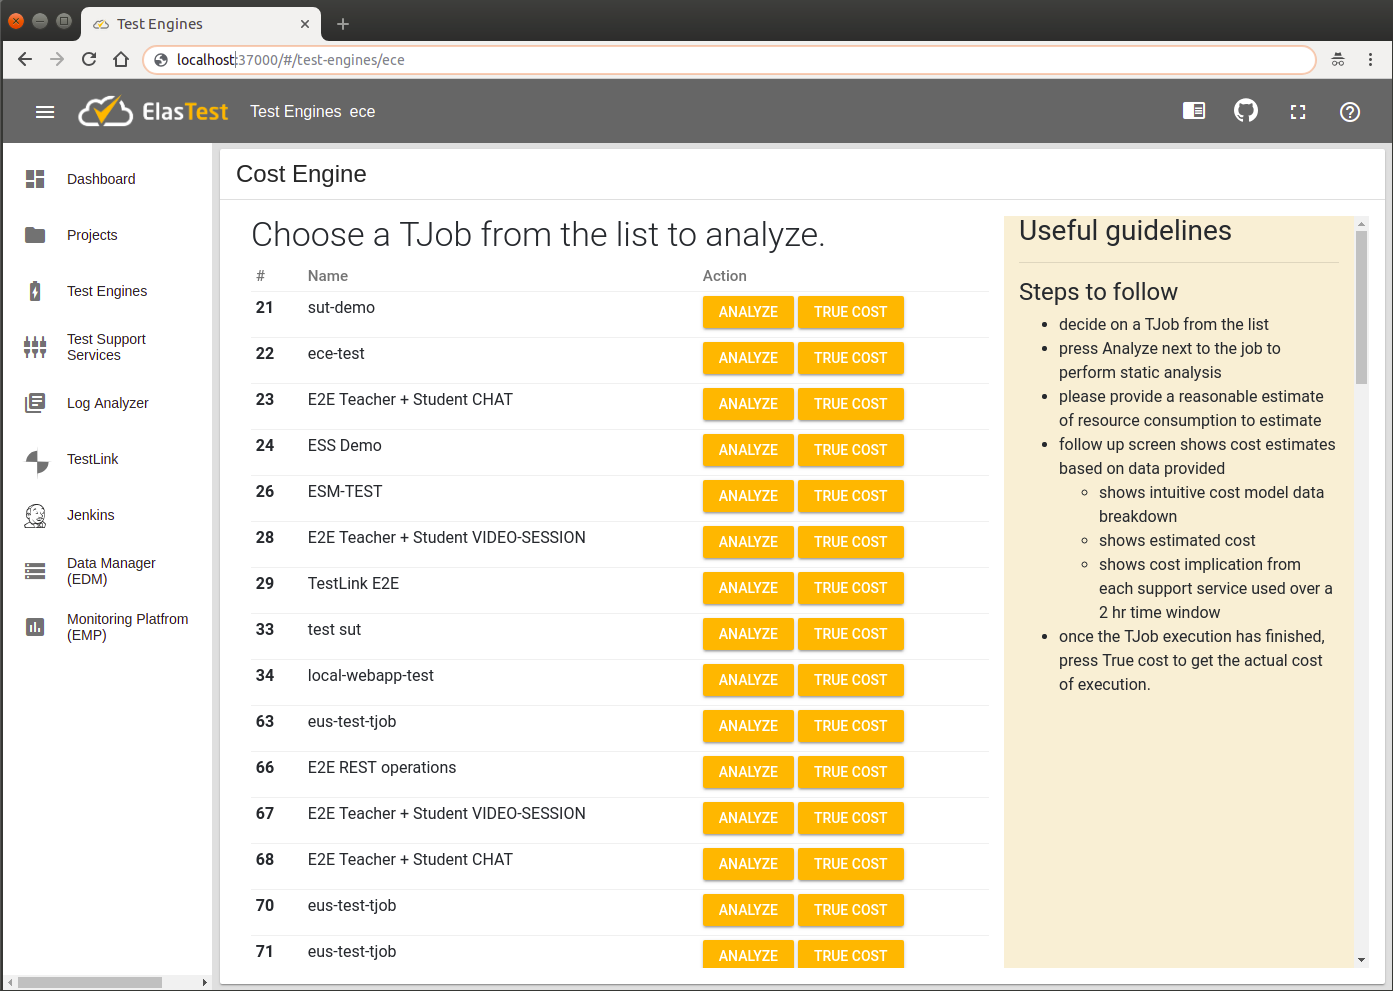 Test Engines
localhost:37000/#/test-engines/ece
ElasTest
Test Engines ece
Dashboard
Projects
Test Engines
Test Support
Services
Log Analyzer
TestLink
Jenkins
Data Manager
(EDM)
Monitoring Platfrom
(EMP)
Cost Engine
Choose a TJob from the list to analyze.
# Name Action
21 sut-demo ANALYZE TRUE COST
22 ece-test ANALYZE TRUE COST
23 E2E Teacher + Student CHAT ANALYZE TRUE COST
24 ESS Demo ANALYZE TRUE COST
26 ESM-TEST ANALYZE TRUE COST
28 E2E Teacher + Student VIDEO-SESSION ANALYZE TRUE COST
29 TestLink E2E ANALYZE TRUE COST
33 test sut ANALYZE TRUE COST
34 local-webapp-test ANALYZE TRUE COST
63 eus-test-tjob ANALYZE TRUE COST
66 E2E REST operations ANALYZE TRUE COST
67 E2E Teacher + Student VIDEO-SESSION ANALYZE TRUE COST
68 E2E Teacher + Student CHAT ANALYZE TRUE COST
70 eus-test-tjob ANALYZE TRUE COST
71 eus-test-tjob ANALYZE TRUE COST
Useful guidelines
Steps to follow
decide on a TJob from the list
press Analyze next to the job to
perform static analysis
please provide a reasonable estimate
of resource consumption to estimate
follow up screen shows cost estimates
based on data provided
shows intuitive cost model data
breakdown
shows estimated cost
shows cost implication from
each support service used over a
2 hr time window
once the TJob execution has finished,
press True cost to get the actual cost
of execution.